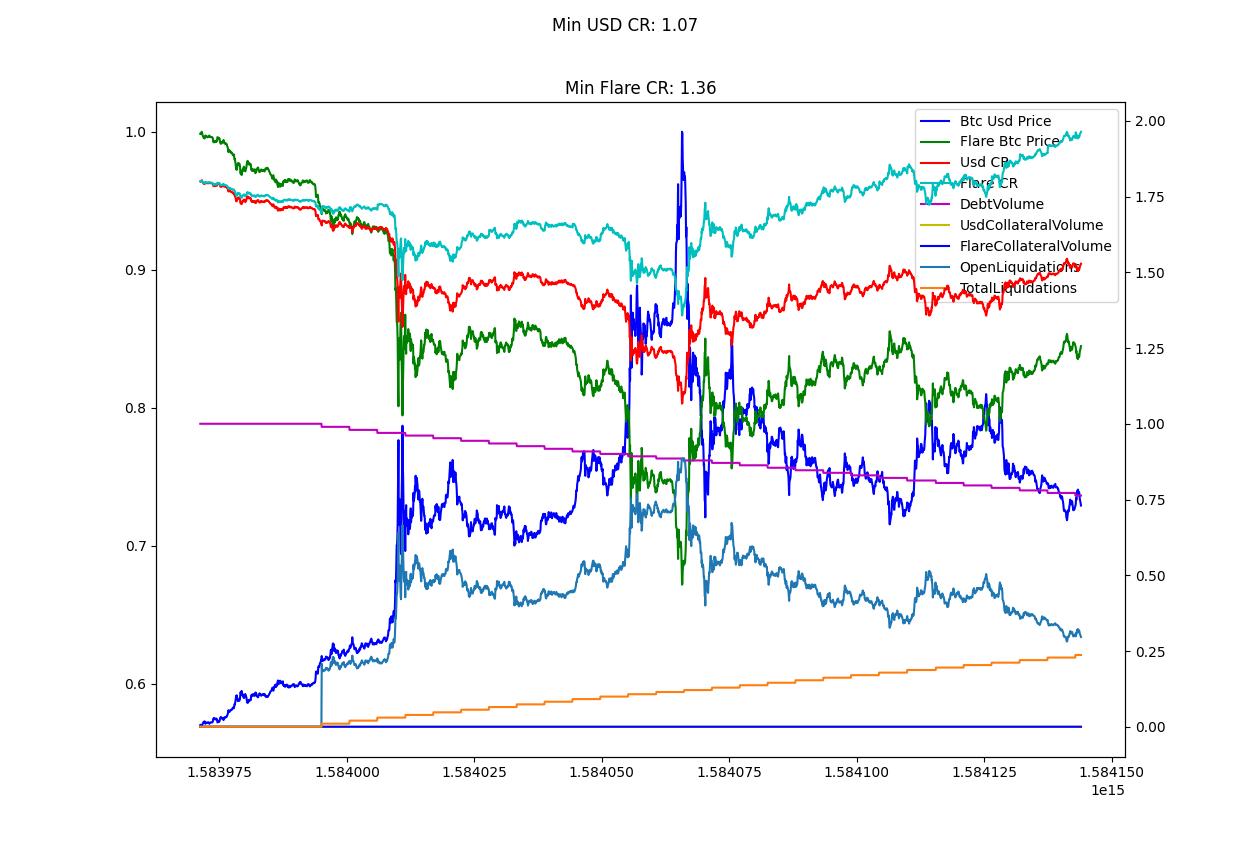 Min USD CR: 1.07
Min Flare CR: 1.36
Btc Usd Price
Flare Btc Price
Usd CR
Flare CR
DebtVolume
UsdCollateralVolume
FlareCollateralVolume
OpenLiquidations
TotalLiquidations
1.0
0.9
0.8
0.7
0.6
2.00
1.75
1.50
1.25
1.00
0.75
0.50
0.25
0.00
1.583975 1.584000 1.584025 1.584050 1.584075 1.584100 1.584125 1.584150
1e15